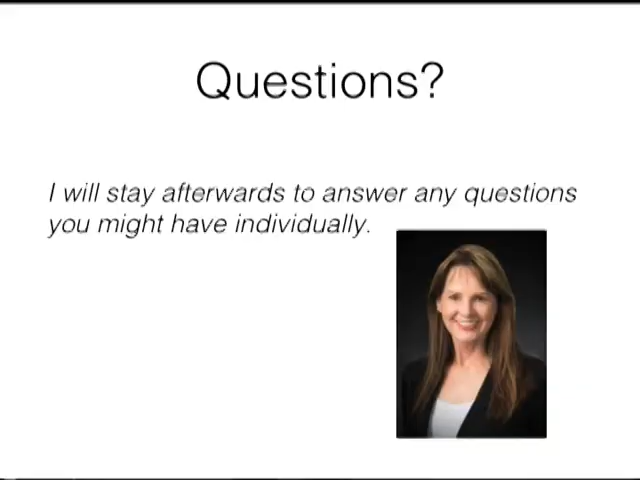 Questions?
I will stay afterwards to answer any questions
you might have individually.